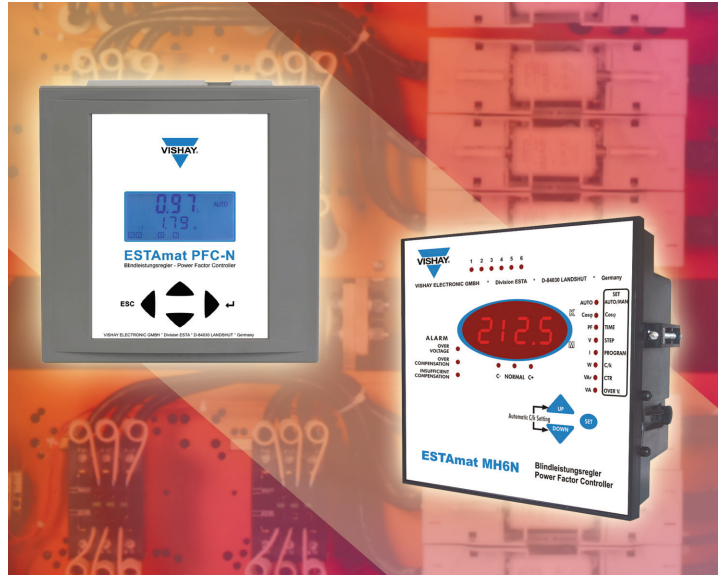 VISHAY.
0.97
AUTO
1.79
ESTAmat PFC-N
Blindleistungsregler - Power Factor Controller
ESC
VISHAY ELECTRONIC GMBH * Division ESTA * D-84030 LANDSHUT * Germany
VISHAY.
1 2 3 4 5 6
VISHAY ELECTRONIC GMBH * Division ESTA * D-84030 LANDSHUT * Germany
212.5
K
M
SET
AUTO AUTO/MAN
Cosφ Cosφ
PF TIME
V STEP
I PROGRAM
W C/k
VAr CTR
VA OVER V.
ALARM
OVER VOLTAGE
OVER COMPENSATION
INSUFFICIENT COMPENSATION
C- NORMAL C+
Automatic C/k Setting
UP
DOWN
SET
ESTAmat MH6N
Blindleistungsregler
Power Factor Controller